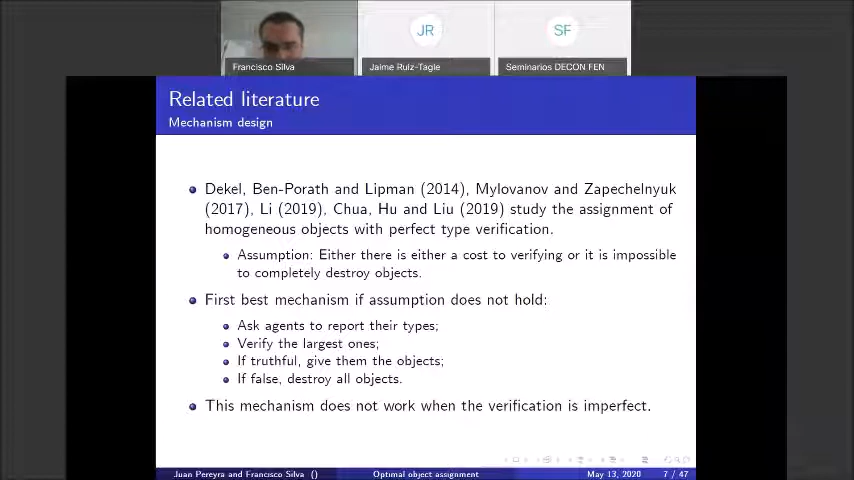 JR
SF
Francisco Silva
Jaime Ruiz-Tagle
Seminarios DECON FEN
Related literature
Mechanism design
Dekel, Ben-Porath and Lipman (2014), Mylovanov and Zapechelnyuk
(2017), Li (2019), Chua, Hu and Liu (2019) study the assignment of
homogeneous objects with perfect type verification.
Assumption: Either there is either a cost to verifying or it is impossible
to completely destroy objects.
First best mechanism if assumption does not hold:
Ask agents to report their types;
Verify the largest ones;
If truthful, give them the objects;
If false, destroy all objects.
This mechanism does not work when the verification is imperfect.
Juan Pereyra and Francisco Silva () Optimal object assignment May 13, 2020 7 / 47